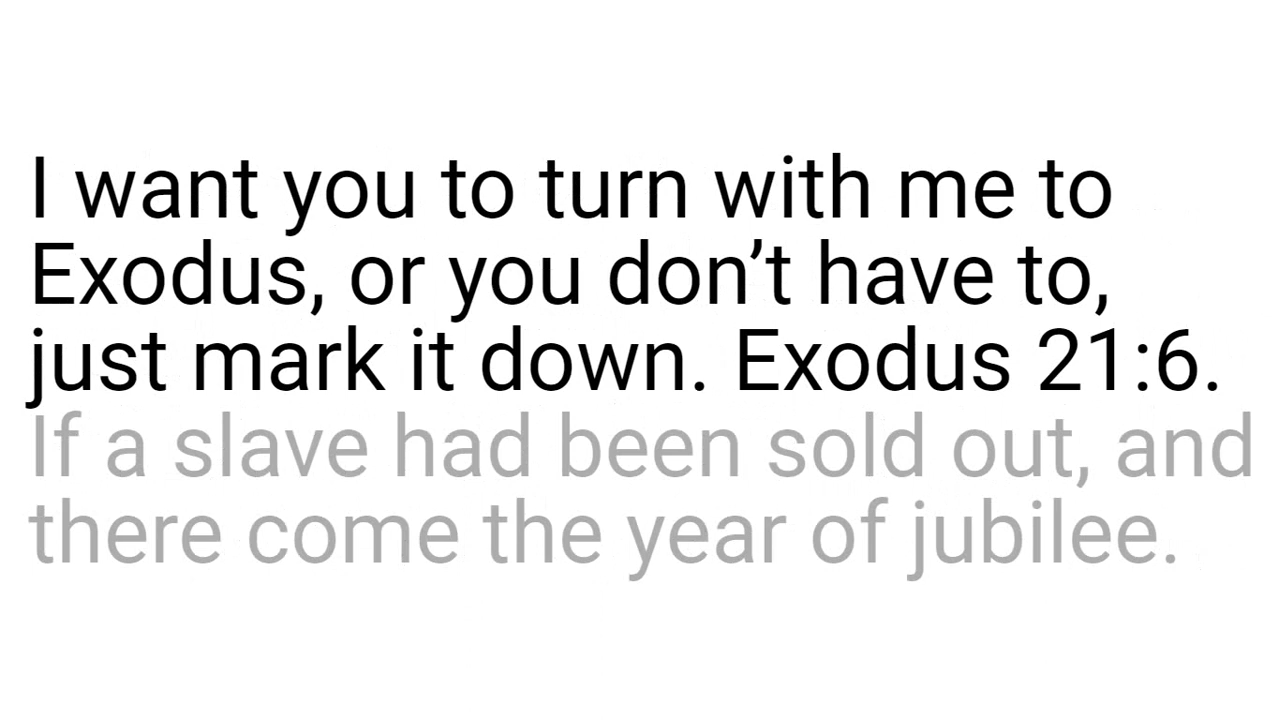 I want you to turn with me to
Exodus, or you don’t have to,
just mark it down. Exodus 21:6.
If a slave had been sold out, and
there come the year of jubilee.